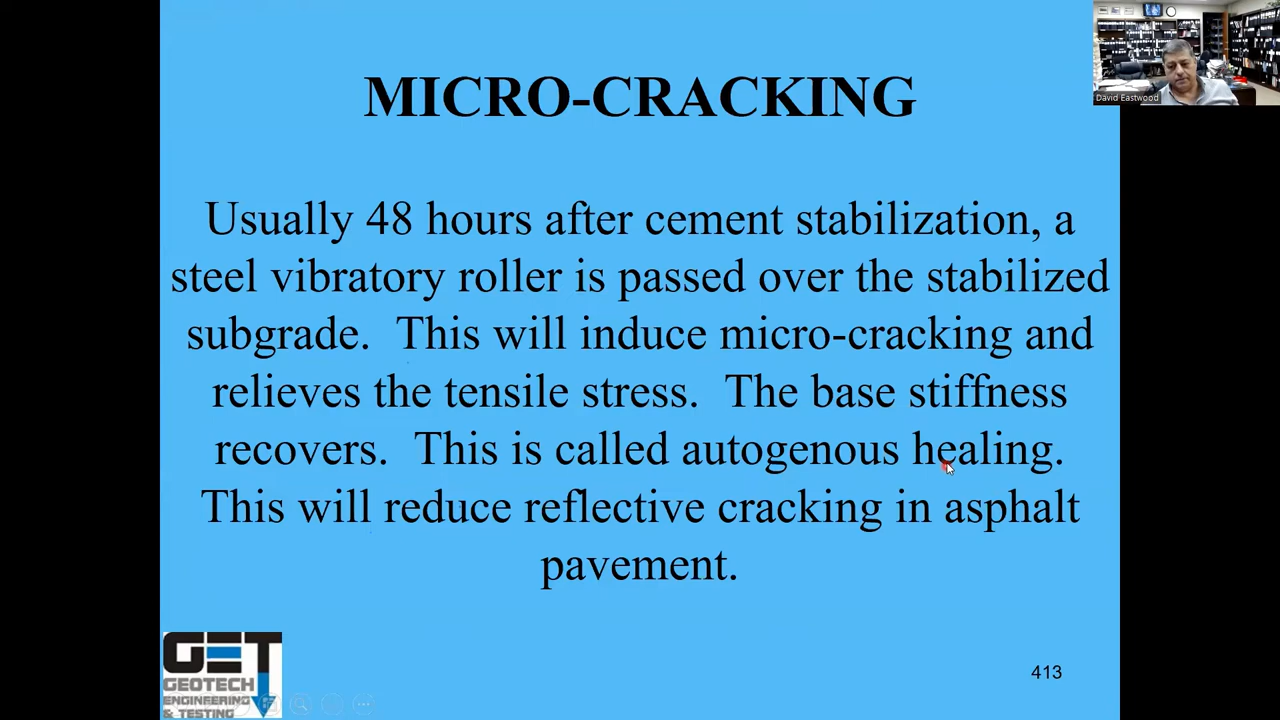 David Eastwood
MICRO-CRACKING
Usually 48 hours after cement stabilization, a
steel vibratory roller is passed over the stabilized
subgrade.  This will induce micro-cracking and
relieves the tensile stress.  The base stiffness
recovers.  This is called autogenous healing.
This will reduce reflective cracking in asphalt
pavement.
GET
GEOTECH
ENGINEERING
& TESTING
413